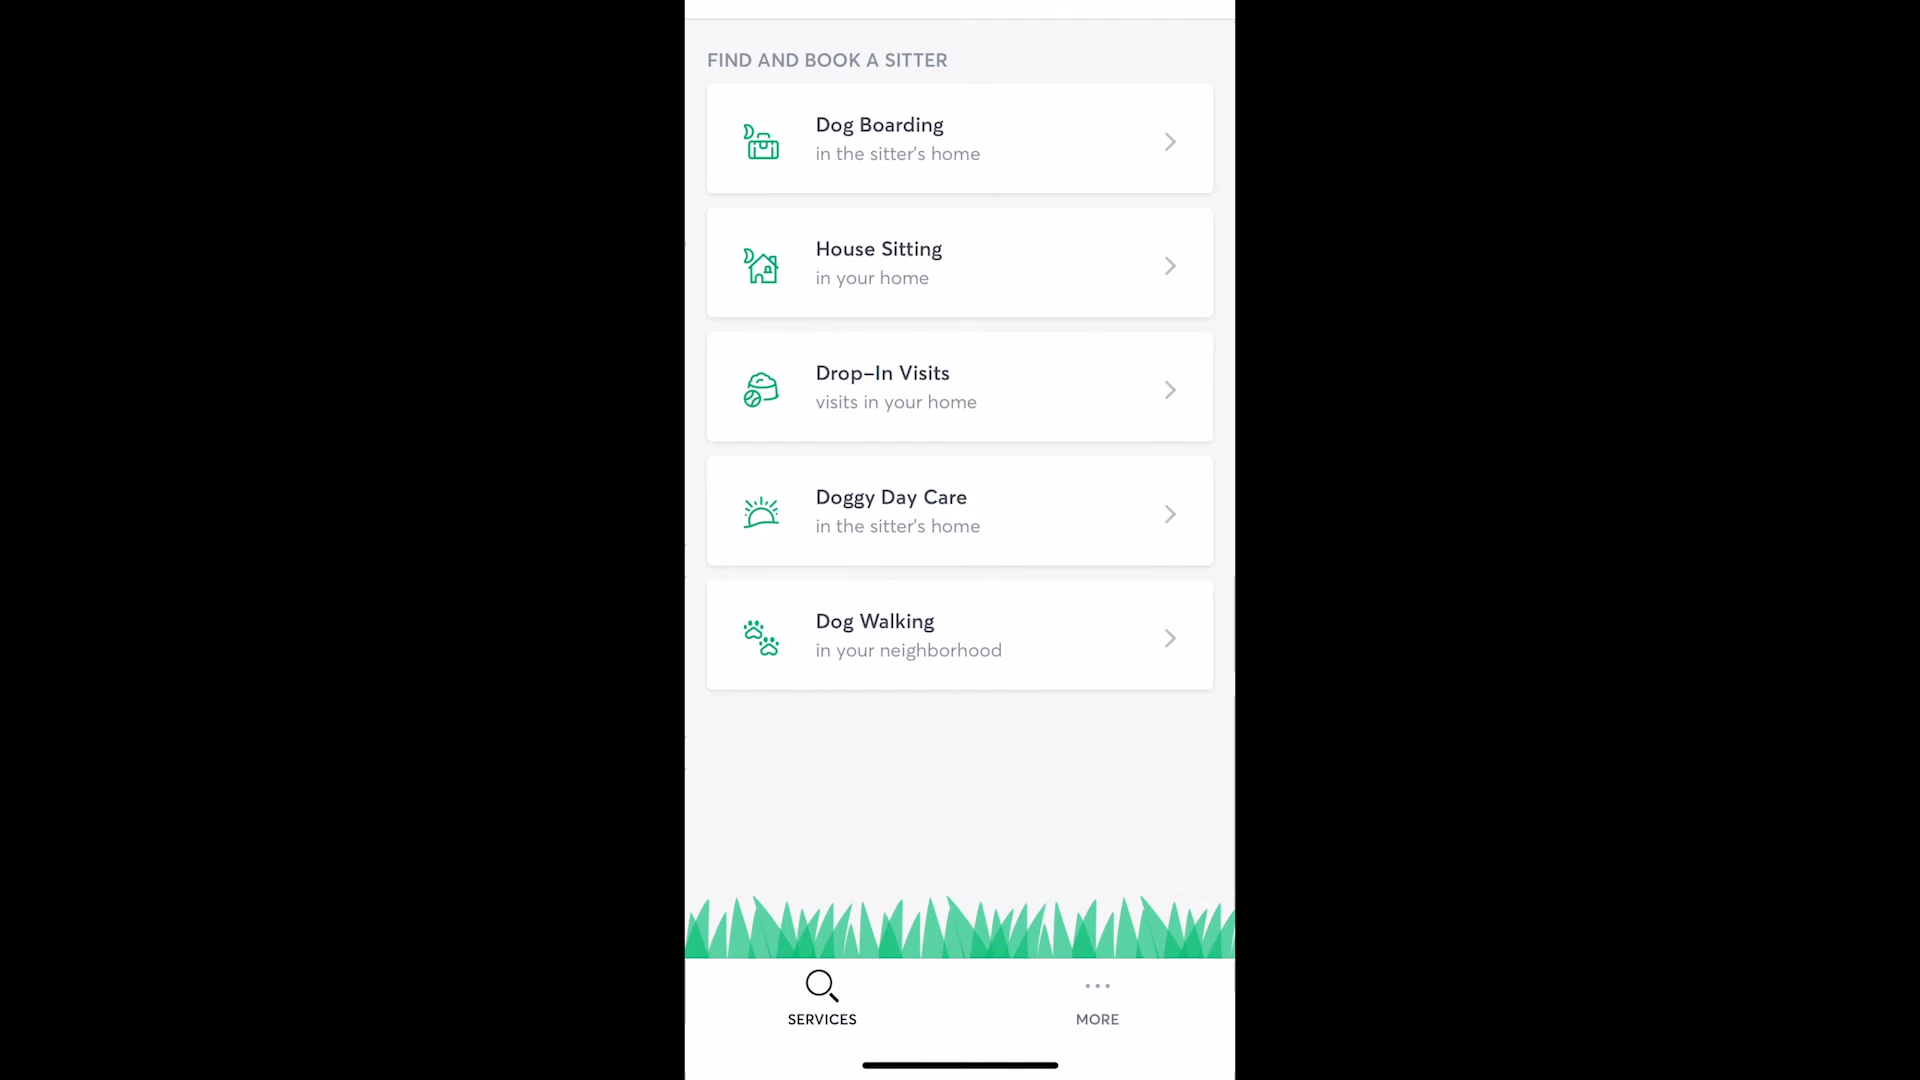 FIND AND BOOK A SITTER
Dog Boarding
in the sitter's home
House Sitting
in your home
Drop-In Visits
visits in your home
Doggy Day Care
in the sitter's home
Dog Walking
in your neighborhood
SERVICES
MORE